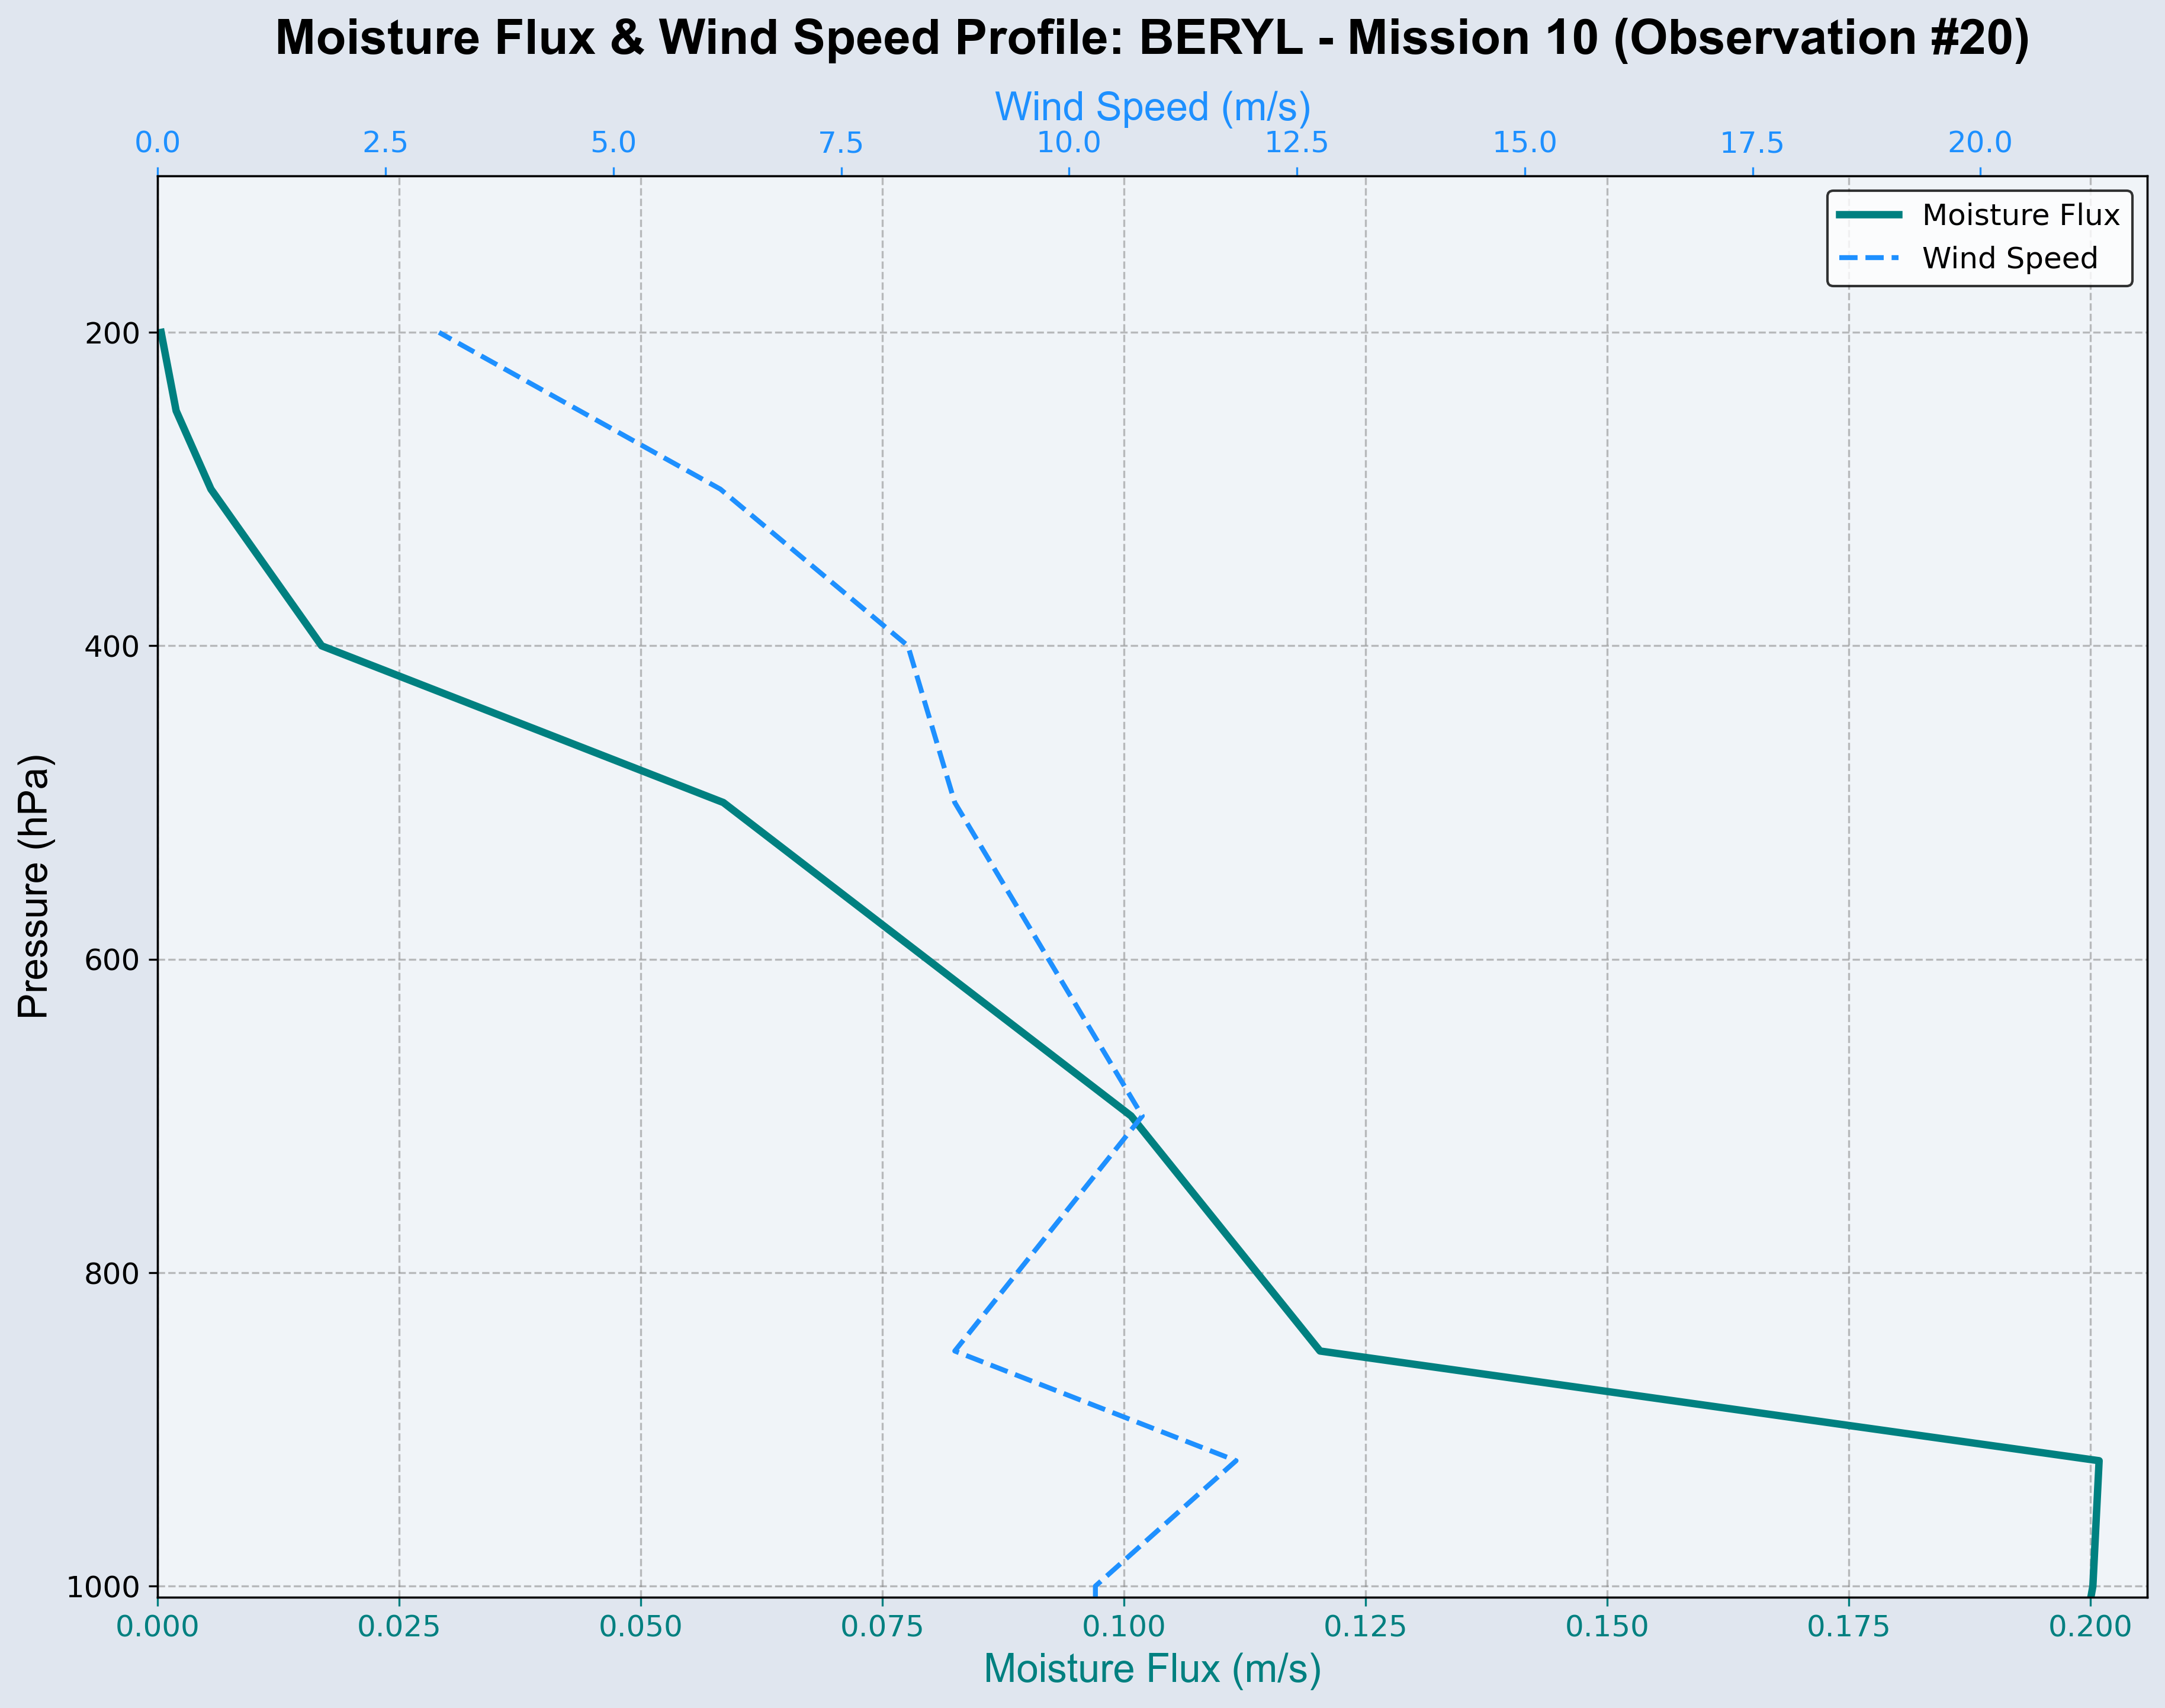 Moisture Flux & Wind Speed Profile: BERYL - Mission 10 (Observation #20)
Wind Speed (m/s)
0.0 2.5 5.0 7.5 10.0 12.5 15.0 17.5 20.0
Moisture Flux
Wind Speed
200
400
600
800
1000
Pressure (hPa)
0.000 0.025 0.050 0.075 0.100 0.125 0.150 0.175 0.200
Moisture Flux (m/s)